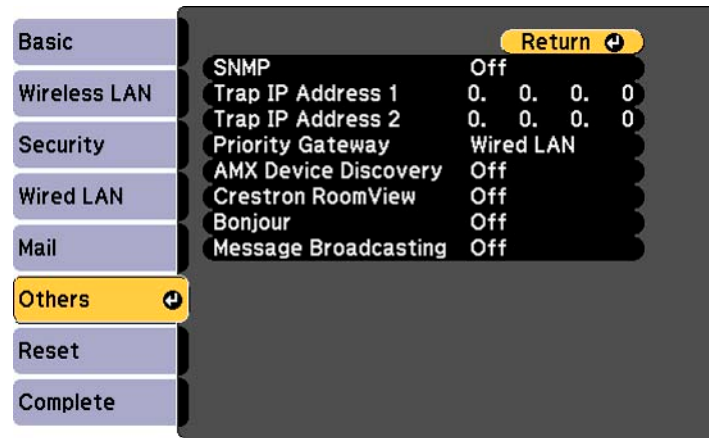 Basic
Wireless LAN
Security
Wired LAN
Mail
Others
Reset
Complete
Return
SNMP Off
Trap IP Address 1 0. 0. 0. 0
Trap IP Address 2 0. 0. 0. 0
Priority Gateway Wired LAN
AMX Device Discovery Off
Crestron RoomView Off
Bonjour Off
Message Broadcasting Off